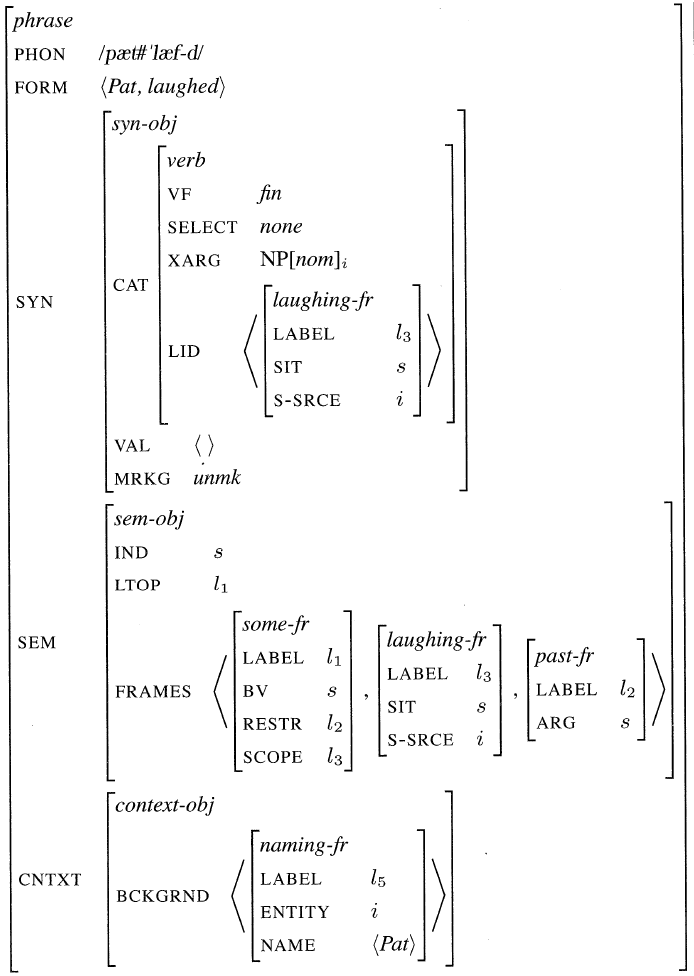 phrase
PHON /pæt#ˈlæf-d/
FORM ⟨Pat, laughed⟩
syn-obj
verb
VF fin
SELECT none
XARG NP[nom]i
CAT
laughing-fr
SYN
LABEL l3
LID
SIT s
S-SRCE i
VAL ⟨ ⟩
MRKG unmk
sem-obj
IND s
LTOP l1
some-fr laughing-fr past-fr
SEM LABEL l1 LABEL l3 LABEL l2
FRAMES BV s , SIT s , ARG s
RESTR l2 S-SRCE i
SCOPE l3
context-obj
naming-fr
CNTXT LABEL l5
BCKGRND
ENTITY i
NAME ⟨Pat⟩